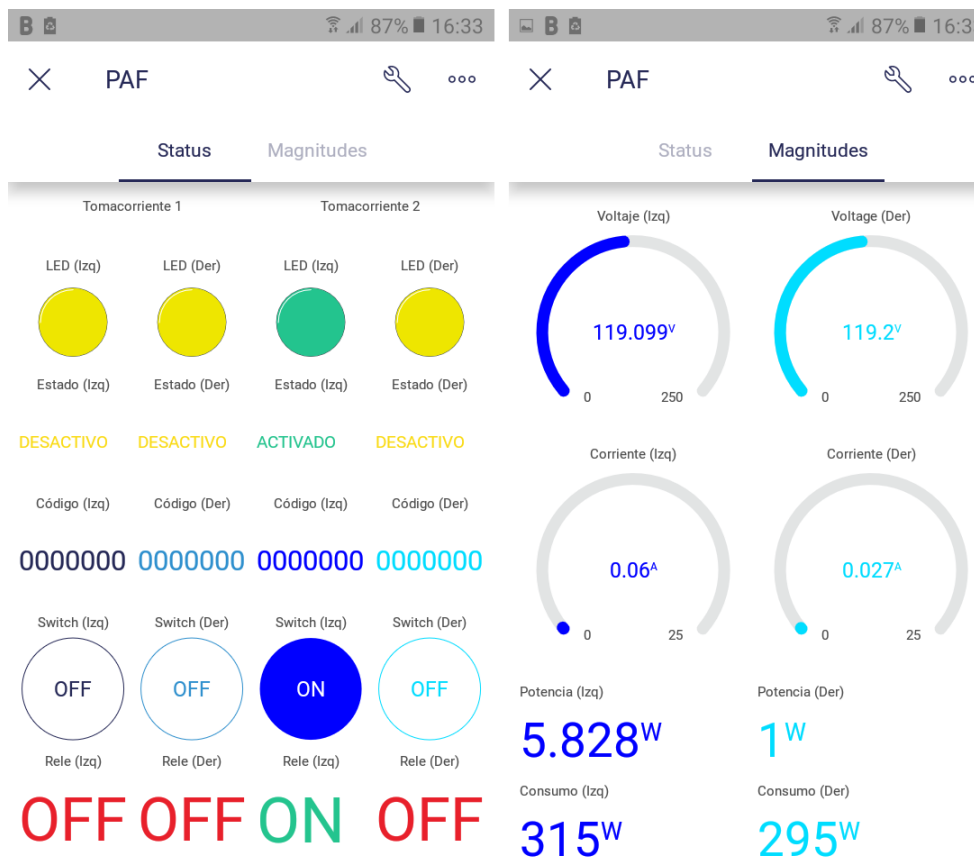 B 87% 16:33
PAF
Status Magnitudes
Tomacorriente 1 Tomacorriente 2
LED (Izq) LED (Der) LED (Izq) LED (Der)
Estado (Izq) Estado (Der) Estado (Izq) Estado (Der)
DESACTIVO DESACTIVO ACTIVADO DESACTIVO
Código (Izq) Código (Der) Código (Izq) Código (Der)
0000000 0000000 0000000 0000000
Switch (Izq) Switch (Der) Switch (Izq) Switch (Der)
OFF OFF ON OFF
Rele (Izq) Rele (Der) Rele (Izq) Rele (Der)
OFF OFF ON OFF
B 87%
PAF
Status Magnitudes
Voltaje (Izq) Voltage (Der)
119.099V 119.2V
0 250 0 250
Corriente (Izq) Corriente (Der)
0.06A 0.027A
0 25 0 25
Potencia (Izq) Potencia (Der)
5.828W 1W
Consumo (Izq) Consumo (Der)
315W 295W